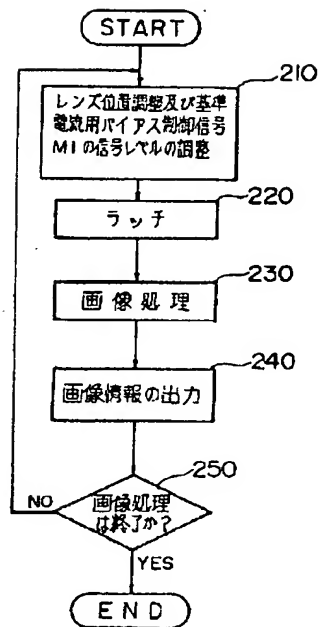 START
210
レンズ位置調整及び基準
電流用バイアス制御信号
MIの信号レベルの調整
220
ラッチ
230
画像処理
240
画像情報の出力
250
NO
画像処理
は終了か?
YES
END